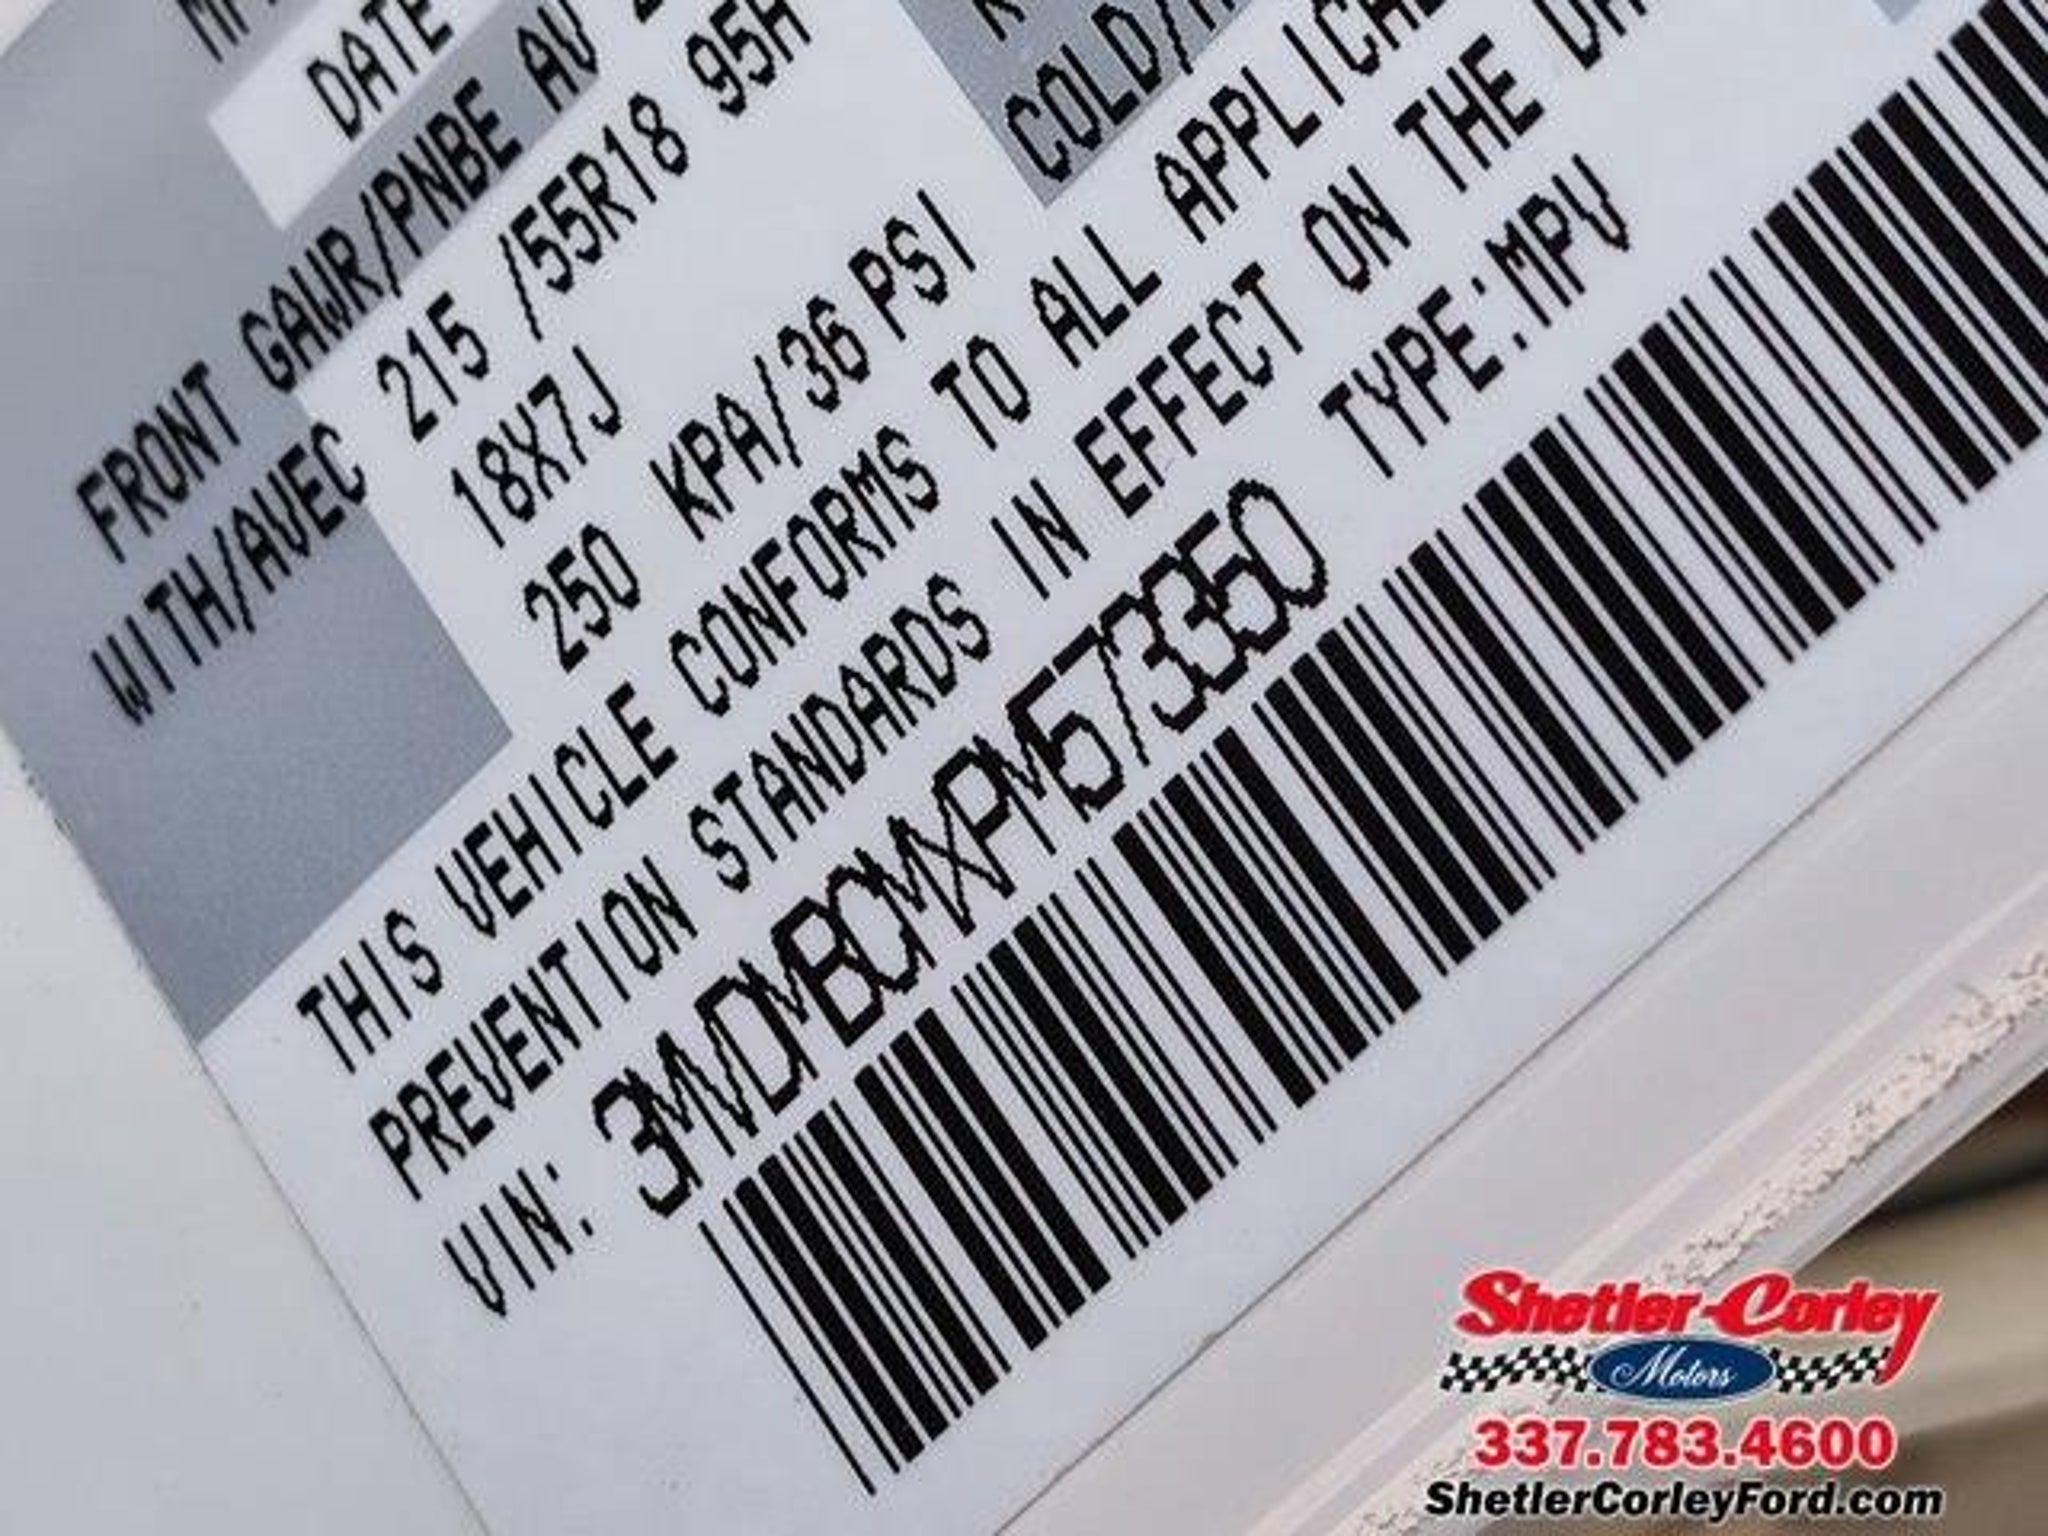 DATE
FRONT GAWR/PNBE AV
WITH/AVEC 215 /55R18 95H
18X7J
COLD/
250 KPA/36 PSI
THIS VEHICLE CONFORMS TO ALL
PREVENTION STANDARDS IN EFFECT ON THE
VIN: 3MVDMBCMXPM573350 TYPE:MPV
Shetler-Corley
Motors
337.783.4600
ShetlerCorleyFord.com